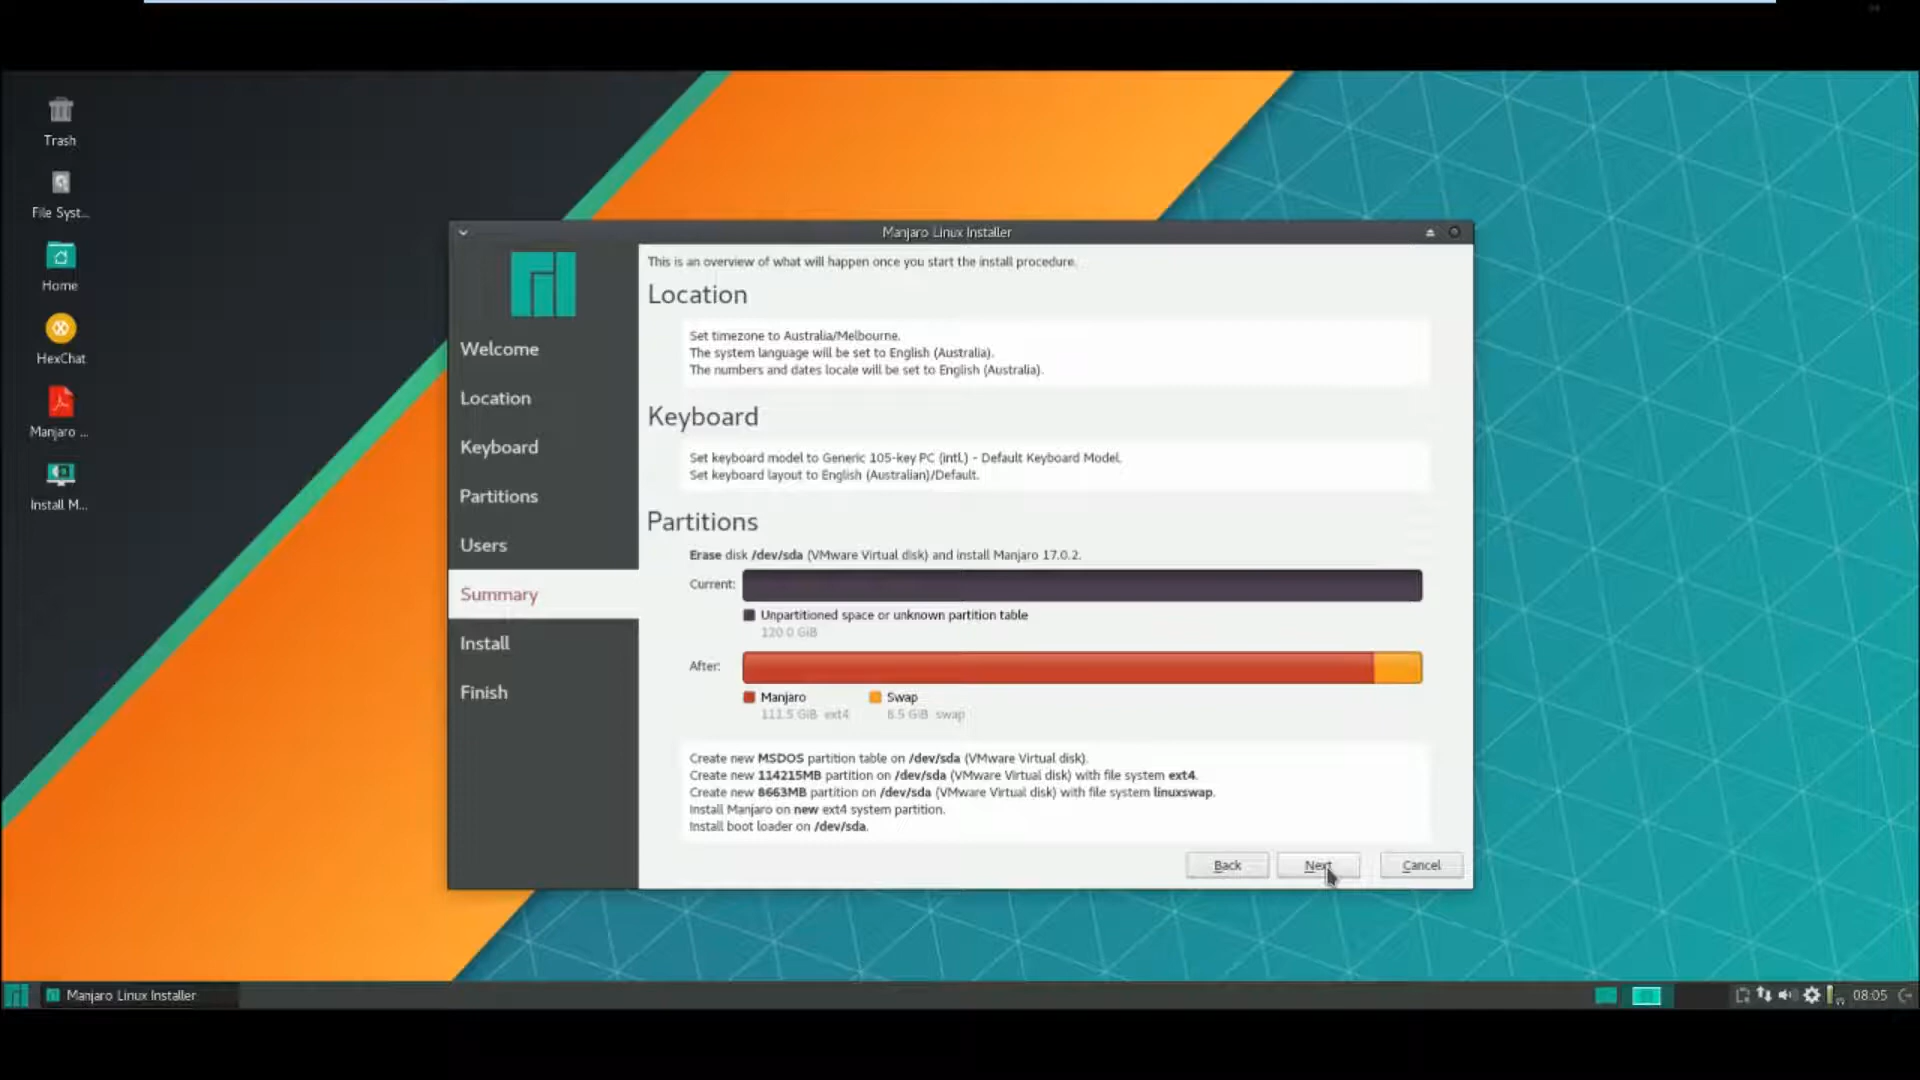 Trash
File Syst...
Home
HexChat
Manjaro ...
Install M...
Manjaro Linux Installer
Welcome
Location
Keyboard
Partitions
Users
Summary
Install
Finish
This is an overview of what will happen once you start the install procedure.
Location
Set timezone to Australia/Melbourne.
The system language will be set to English (Australia).
The numbers and dates locale will be set to English (Australia).
Keyboard
Set keyboard model to Generic 105-key PC (intl.) - Default Keyboard Model.
Set keyboard layout to English (Australian)/Default.
Partitions
Erase disk /dev/sda (VMware Virtual disk) and install Manjaro 17.0.2.
Current:
Unpartitioned space or unknown partition table
120.0 GiB
After:
Manjaro Swap
111.5 GiB ext4 8.5 GiB swap
Create new MSDOS partition table on /dev/sda (VMware Virtual disk).
Create new 114215MB partition on /dev/sda (VMware Virtual disk) with file system ext4.
Create new 8663MB partition on /dev/sda (VMware Virtual disk) with file system linuxswap.
Install Manjaro on new ext4 system partition.
Install boot loader on /dev/sda.
Back Next Cancel
Manjaro Linux Installer 08:05